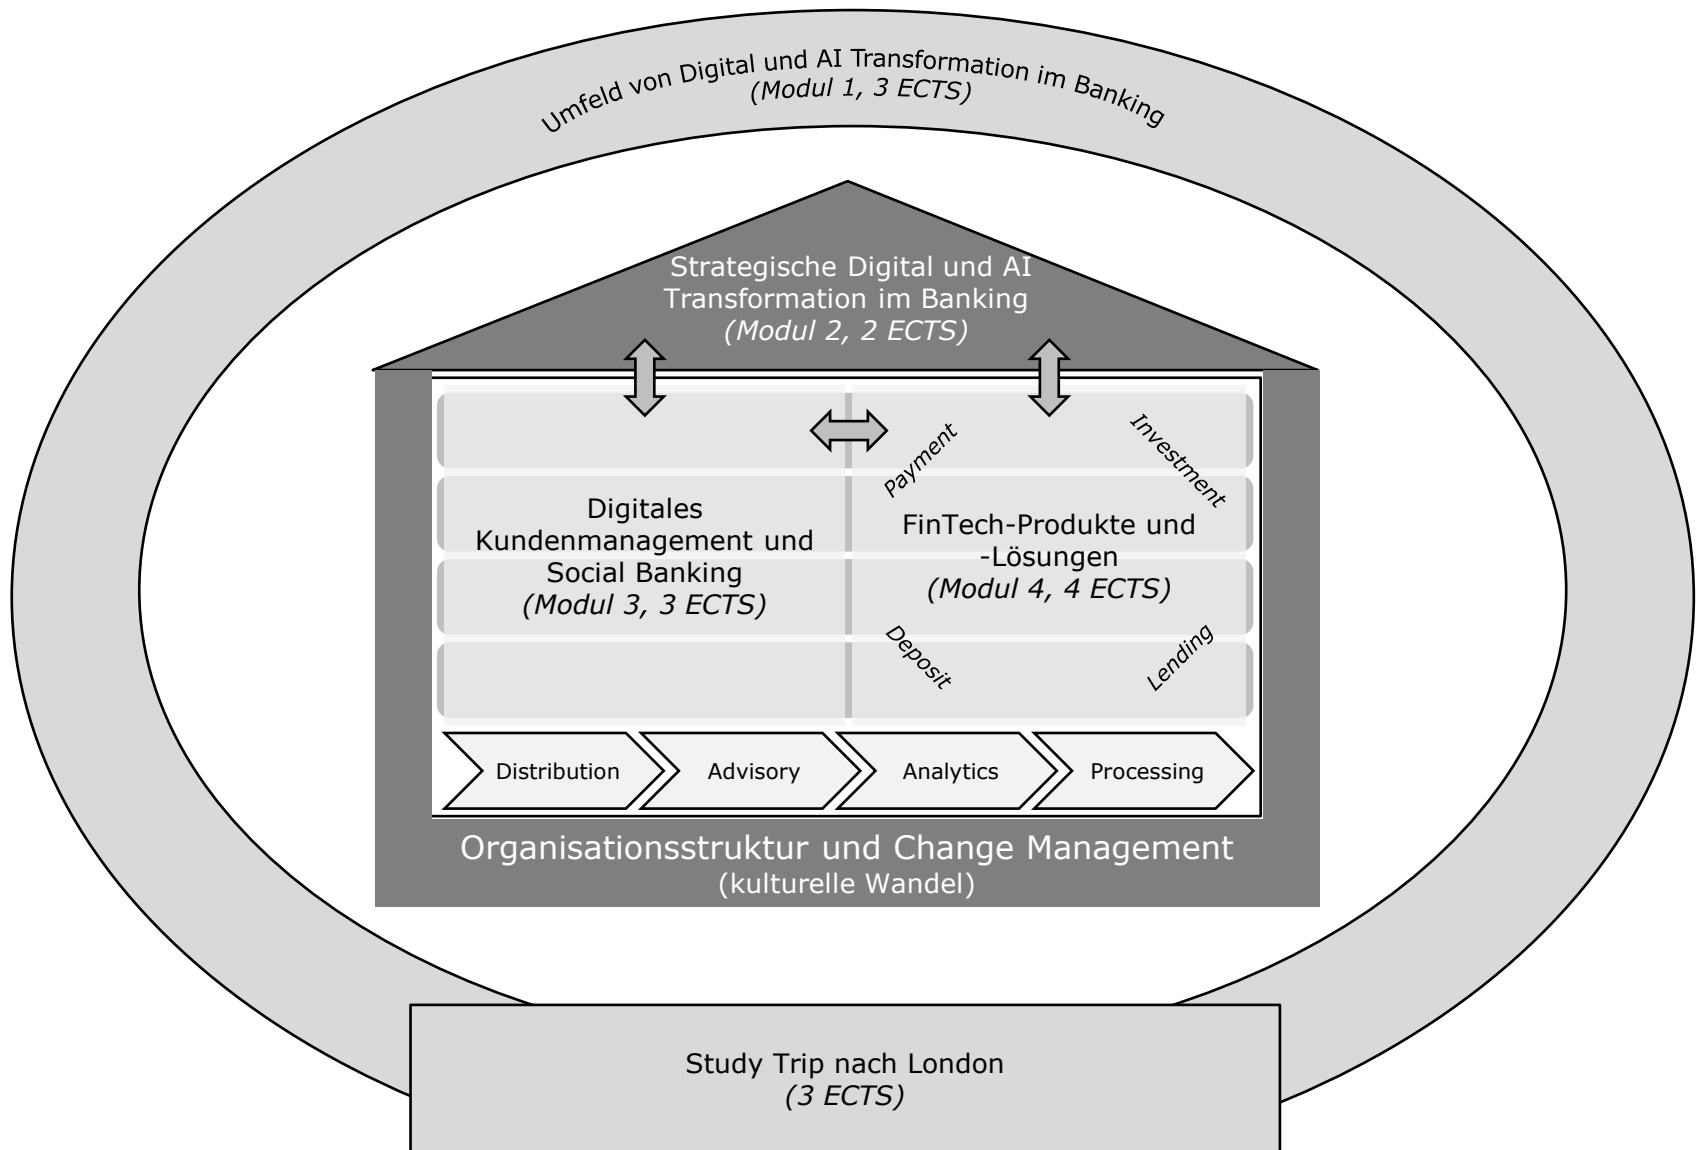 Umfeld von Digital und AI Transformation im Banking
(Modul 1, 3 ECTS)
Strategische Digital und AI
Transformation im Banking
(Modul 2, 2 ECTS)
Digitales
Kundenmanagement und
Social Banking
(Modul 3, 3 ECTS)
Payment
Investment
FinTech-Produkte und
-Lösungen
(Modul 4, 4 ECTS)
Deposit
Lending
Distribution
Advisory
Analytics
Processing
Organisationsstruktur und Change Management
(kulturelle Wandel)
Study Trip nach London
(3 ECTS)